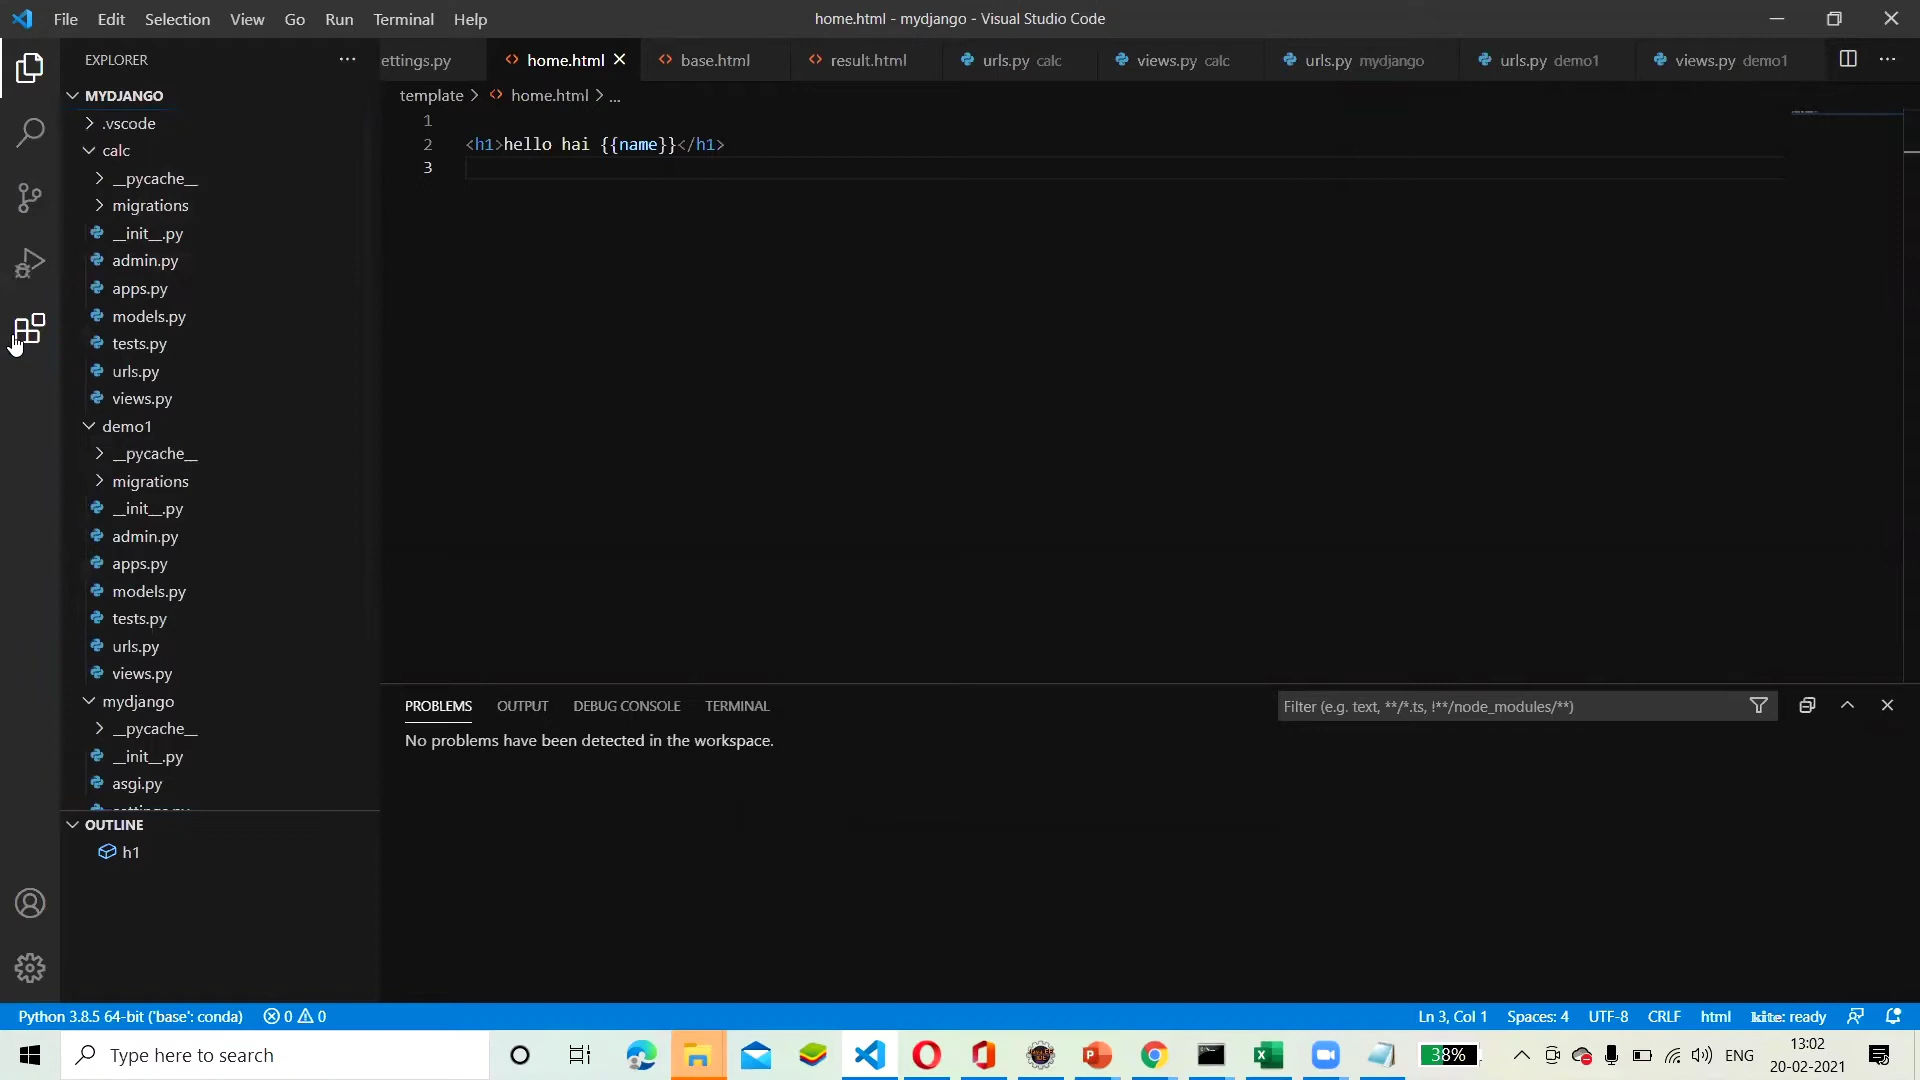 File Edit Selection View Go Run Terminal Help
home.html - mydjango - Visual Studio Code
EXPLORER
ettings.py
home.html
base.html
result.html
urls.py calc
views.py calc
urls.py mydjango
urls.py demo1
views.py demo1
template > home.html > ...
MYDJANGO
.vscode
calc
__pycache__
migrations
__init__.py
admin.py
apps.py
models.py
tests.py
urls.py
views.py
demo1
__pycache__
migrations
__init__.py
admin.py
apps.py
models.py
tests.py
urls.py
views.py
mydjango
__pycache__
__init__.py
asgi.py
settings.py
OUTLINE
h1
1
2 <h1>hello hai {{name}}</h1>
3
PROBLEMS OUTPUT DEBUG CONSOLE TERMINAL
Filter (e.g. text, **/*.ts, !**/node_modules/**)
No problems have been detected in the workspace.
Python 3.8.5 64-bit ('base': conda) 0 0
Ln 3, Col 1 Spaces: 4 UTF-8 CRLF html kite: ready
Type here to search
38%
ENG
13:02
20-02-2021